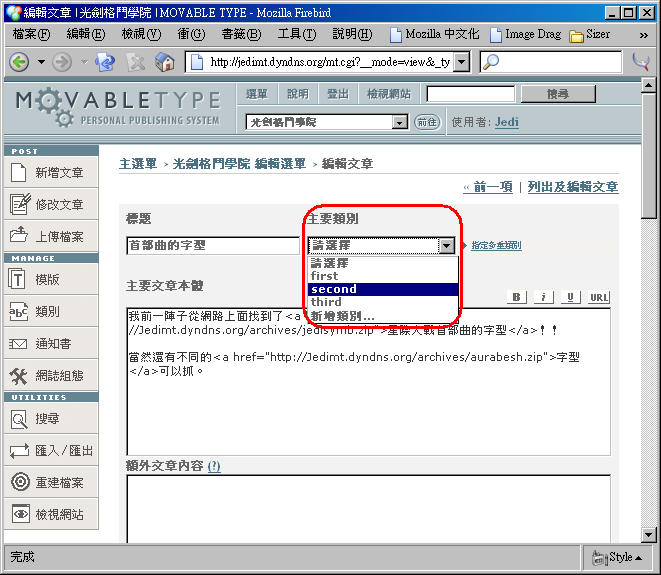 編輯文章 | 光劍格鬥學院 | MOVABLE TYPE - Mozilla Firebird
檔案(F) 編輯(E) 檢視(V) 衝(G) 書籤(B) 工具(T) 說明(H) Mozilla 中文化 Image Drag Sizer »
http://jedimt.dyndns.org/mt.cgi?__mode=view&_ty
MOVABLETYPE
PERSONAL PUBLISHING SYSTEM
選單 說明 登出 檢視網站 搜尋
光劍格鬥學院 前往 使用者: Jedi
POST
新增文章
修改文章
上傳檔案
MANAGE
模版
類別
通知書
網誌組態
UTILITIES
搜尋
匯入/匯出
重建檔案
檢視網站
主選單 > 光劍格鬥學院 編輯選單 > 編輯文章
« 前一項 | 列出及編輯文章
標題 主要類別
首部曲的字型 請選擇 指定多重類別
請選擇
first
second
third
新增類別...
主要文章本體 B i U URL
我前一陣子從網路上面找到了<a
//Jedimt.dyndns.org/archives/jedisymb.zip">星際大戰首部曲的字型</a>！！
當然還有不同的<a href="http://Jedimt.dyndns.org/archives/aurabesh.zip">字型
</a>可以抓。
額外文章內容 (?)
完成 Style